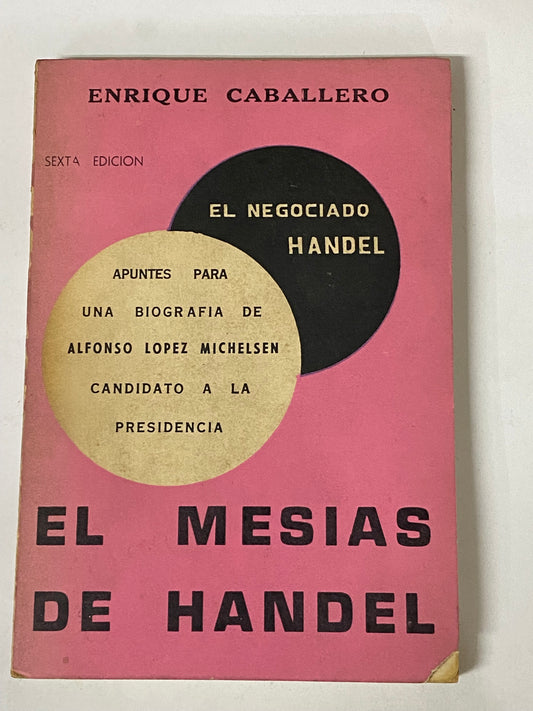 ENRIQUE CABALLERO
SEXTA EDICION
EL NEGOCIADO
HANDEL
APUNTES PARA
UNA BIOGRAFIA DE
ALFONSO LOPEZ MICHELSEN
CANDIDATO A LA
PRESIDENCIA
EL MESIAS
DE HANDEL